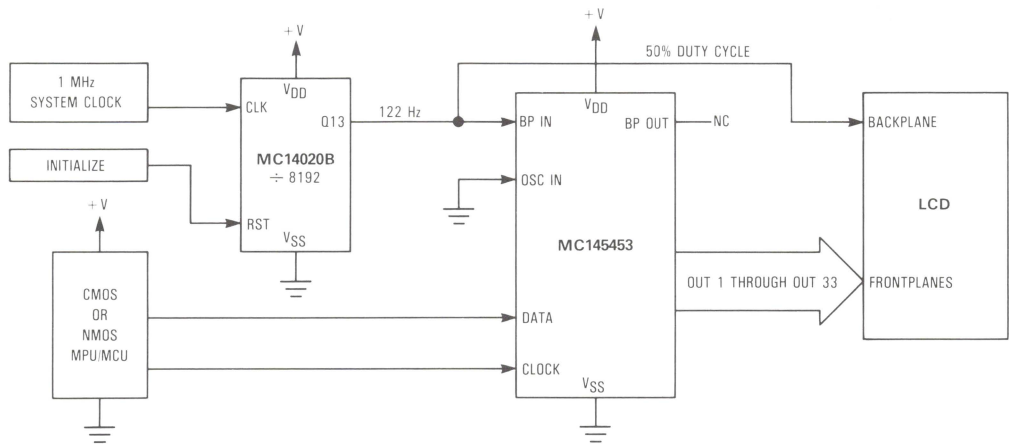 + V
+ V
50% DUTY CYCLE
1 MHz
SYSTEM CLOCK
VDD
CLK
Q13
122 Hz
MC14020B
÷ 8192
INITIALIZE
RST
VSS
VDD
BP IN
BP OUT
NC
OSC IN
MC145453
BACKPLANE
LCD
+ V
CMOS
OR
NMOS
MPU/MCU
OUT 1 THROUGH OUT 33
FRONTPLANES
DATA
CLOCK
VSS